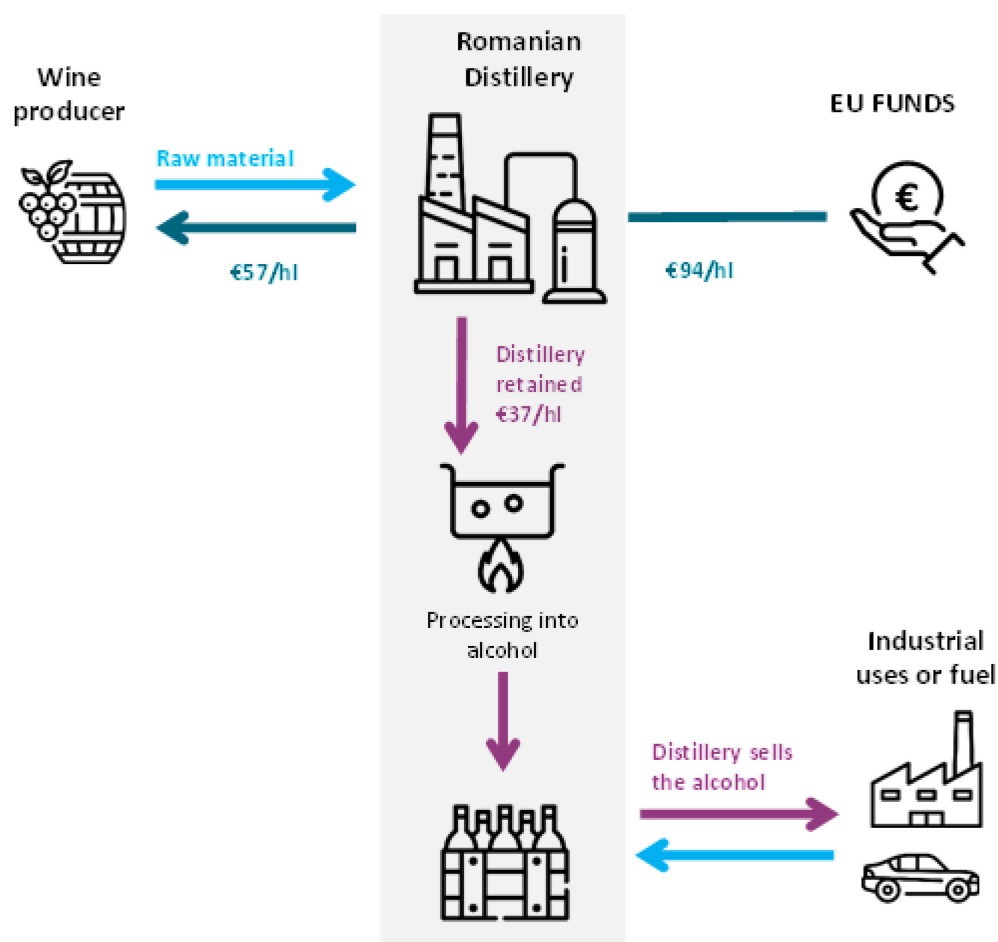 Romanian
Distillery
Wine
producer
EU FUNDS
Raw material
€
€57/hl
€94/hl
Distillery
retained
€37/hl
Processing into
alcohol
Industrial
uses or fuel
Distillery sells
the alcohol